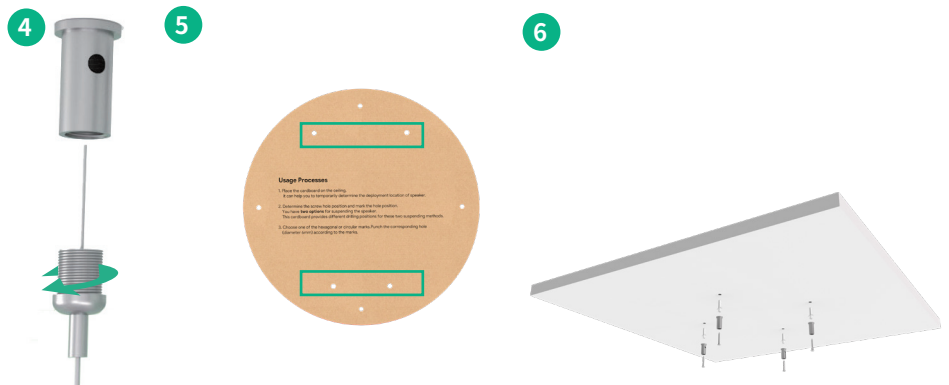 4
5
6
Usage Processes
1. Place the cardboard on the ceiling.
It can help you to temporarily determine the deployment location of speaker.
2. Determine the screw hole position and mark the hole position.
You have two options for suspending the speaker.
This cardboard provides different drilling positions for these two suspending methods.
3. Choose one of the hexagonal or circular marks. Punch the corresponding hole
(diameter 6mm) according to the marks.